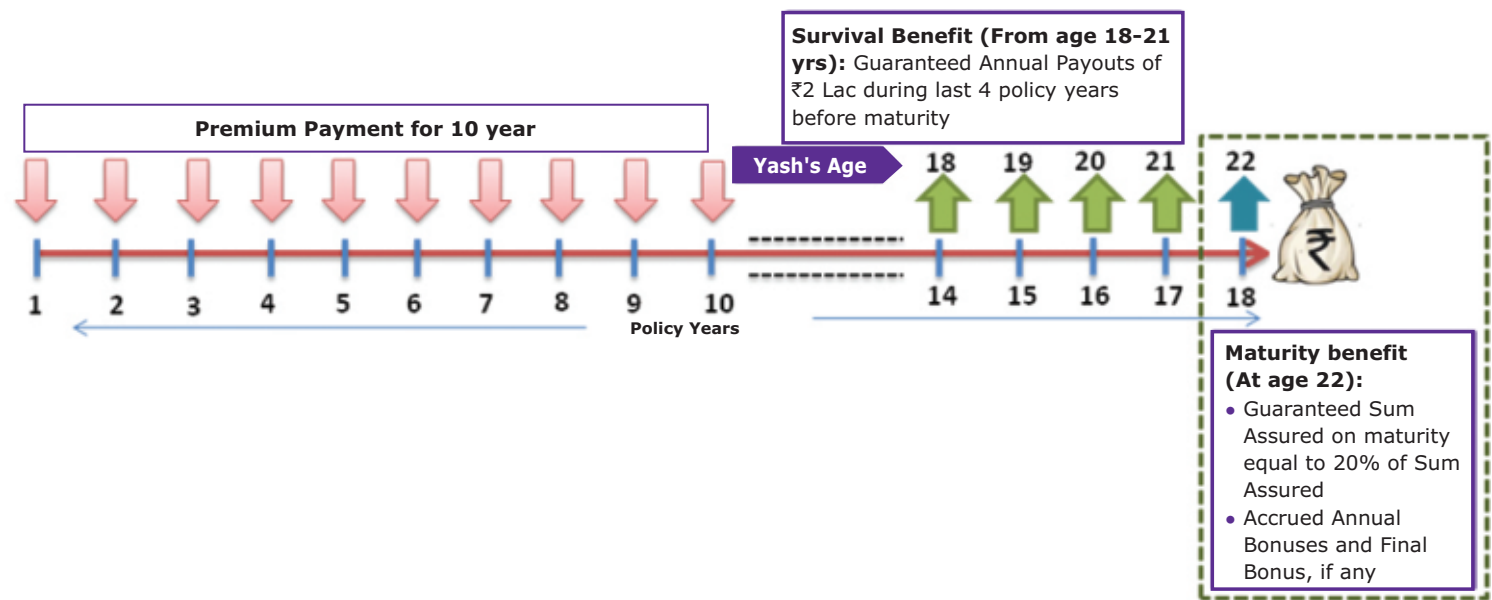 Survival Benefit (From age 18-21
yrs): Guaranteed Annual Payouts of
₹2 Lac during last 4 policy years
before maturity
Premium Payment for 10 year
Yash's Age
18 19 20 21 22
₹
1 2 3 4 5 6 7 8 9 10 14 15 16 17 18
Policy Years
Maturity benefit
(At age 22):
• Guaranteed Sum
Assured on maturity
equal to 20% of Sum
Assured
• Accrued Annual
Bonuses and Final
Bonus, if any